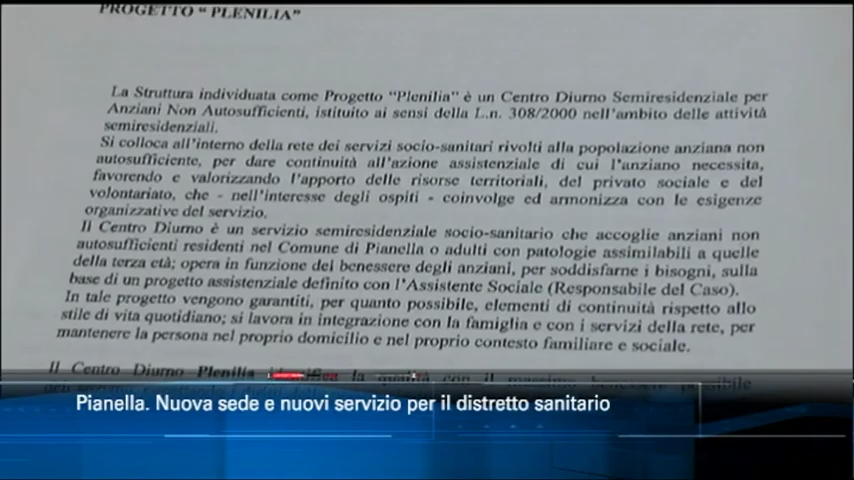 PROGETTO “ PLENILIA”
La Struttura individuata come Progetto “Plenilia” è un Centro Diurno Semiresidenziale per
Anziani Non Autosufficienti, istituito ai sensi della L.n. 308/2000 nell’ambito delle attività
semiresidenziali.
Si colloca all’interno della rete dei servizi socio-sanitari rivolti alla popolazione anziana non
autosufficiente, per dare continuità all’azione assistenziale di cui l’anziano necessita,
favorendo e valorizzando l’apporto delle risorse territoriali, del privato sociale e del
volontariato, che - nell’interesse degli ospiti - coinvolge ed armonizza con le esigenze
organizzative del servizio.
Il Centro Diurno è un servizio semiresidenziale socio-sanitario che accoglie anziani non
autosufficienti residenti nel Comune di Pianella o adulti con patologie assimilabili a quelle
della terza età; opera in funzione del benessere degli anziani, per soddisfarne i bisogni, sulla
base di un progetto assistenziale definito con l’Assistente Sociale (Responsabile del Caso).
In tale progetto vengono garantiti, per quanto possibile, elementi di continuità rispetto allo
stile di vita quotidiano; si lavora in integrazione con la famiglia e con i servizi della rete, per
mantenere la persona nel proprio domicilio e nel proprio contesto familiare e sociale.
Il Centro Diurno Plenilia la con il massimo
Pianella. Nuova sede e nuovi servizio per il distretto sanitario